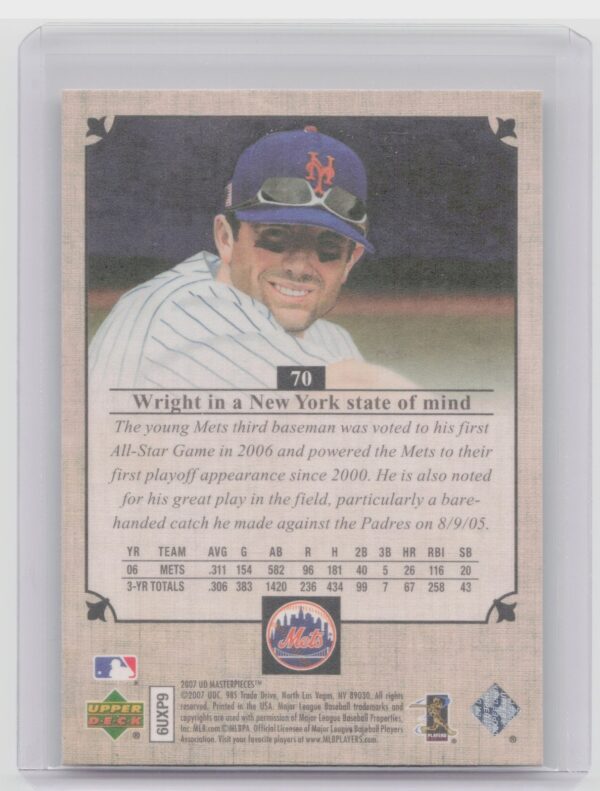 NY
70
Wright in a New York state of mind
The young Mets third baseman was voted to his first
All-Star Game in 2006 and powered the Mets to their
first playoff appearance since 2000. He is also noted
for his great play in the field, particularly a bare-
handed catch he made against the Padres on 8/9/05.
YR TEAM AVG G AB R H 2B 3B HR RBI SB
06 METS .311 154 582 96 181 40 5 26 116 20
3-YR TOTALS .306 383 1420 236 434 99 7 67 258 43
Mets
2007 UD MASTERPIECES™
©2007 UDC. 985 Trade Drive, North Las Vegas, NV 89030. All rights
reserved. Printed in the USA. Major League Baseball trademarks and
copyrights are used with permission of Major League Baseball Properties,
Inc. MLB.com ©MLBPA. Official Licensee of Major League Baseball Players
Association. Visit your favorite players at www.MLBPLAYERS.com.
UPPER
DECK
6UXP9
PLAYERS